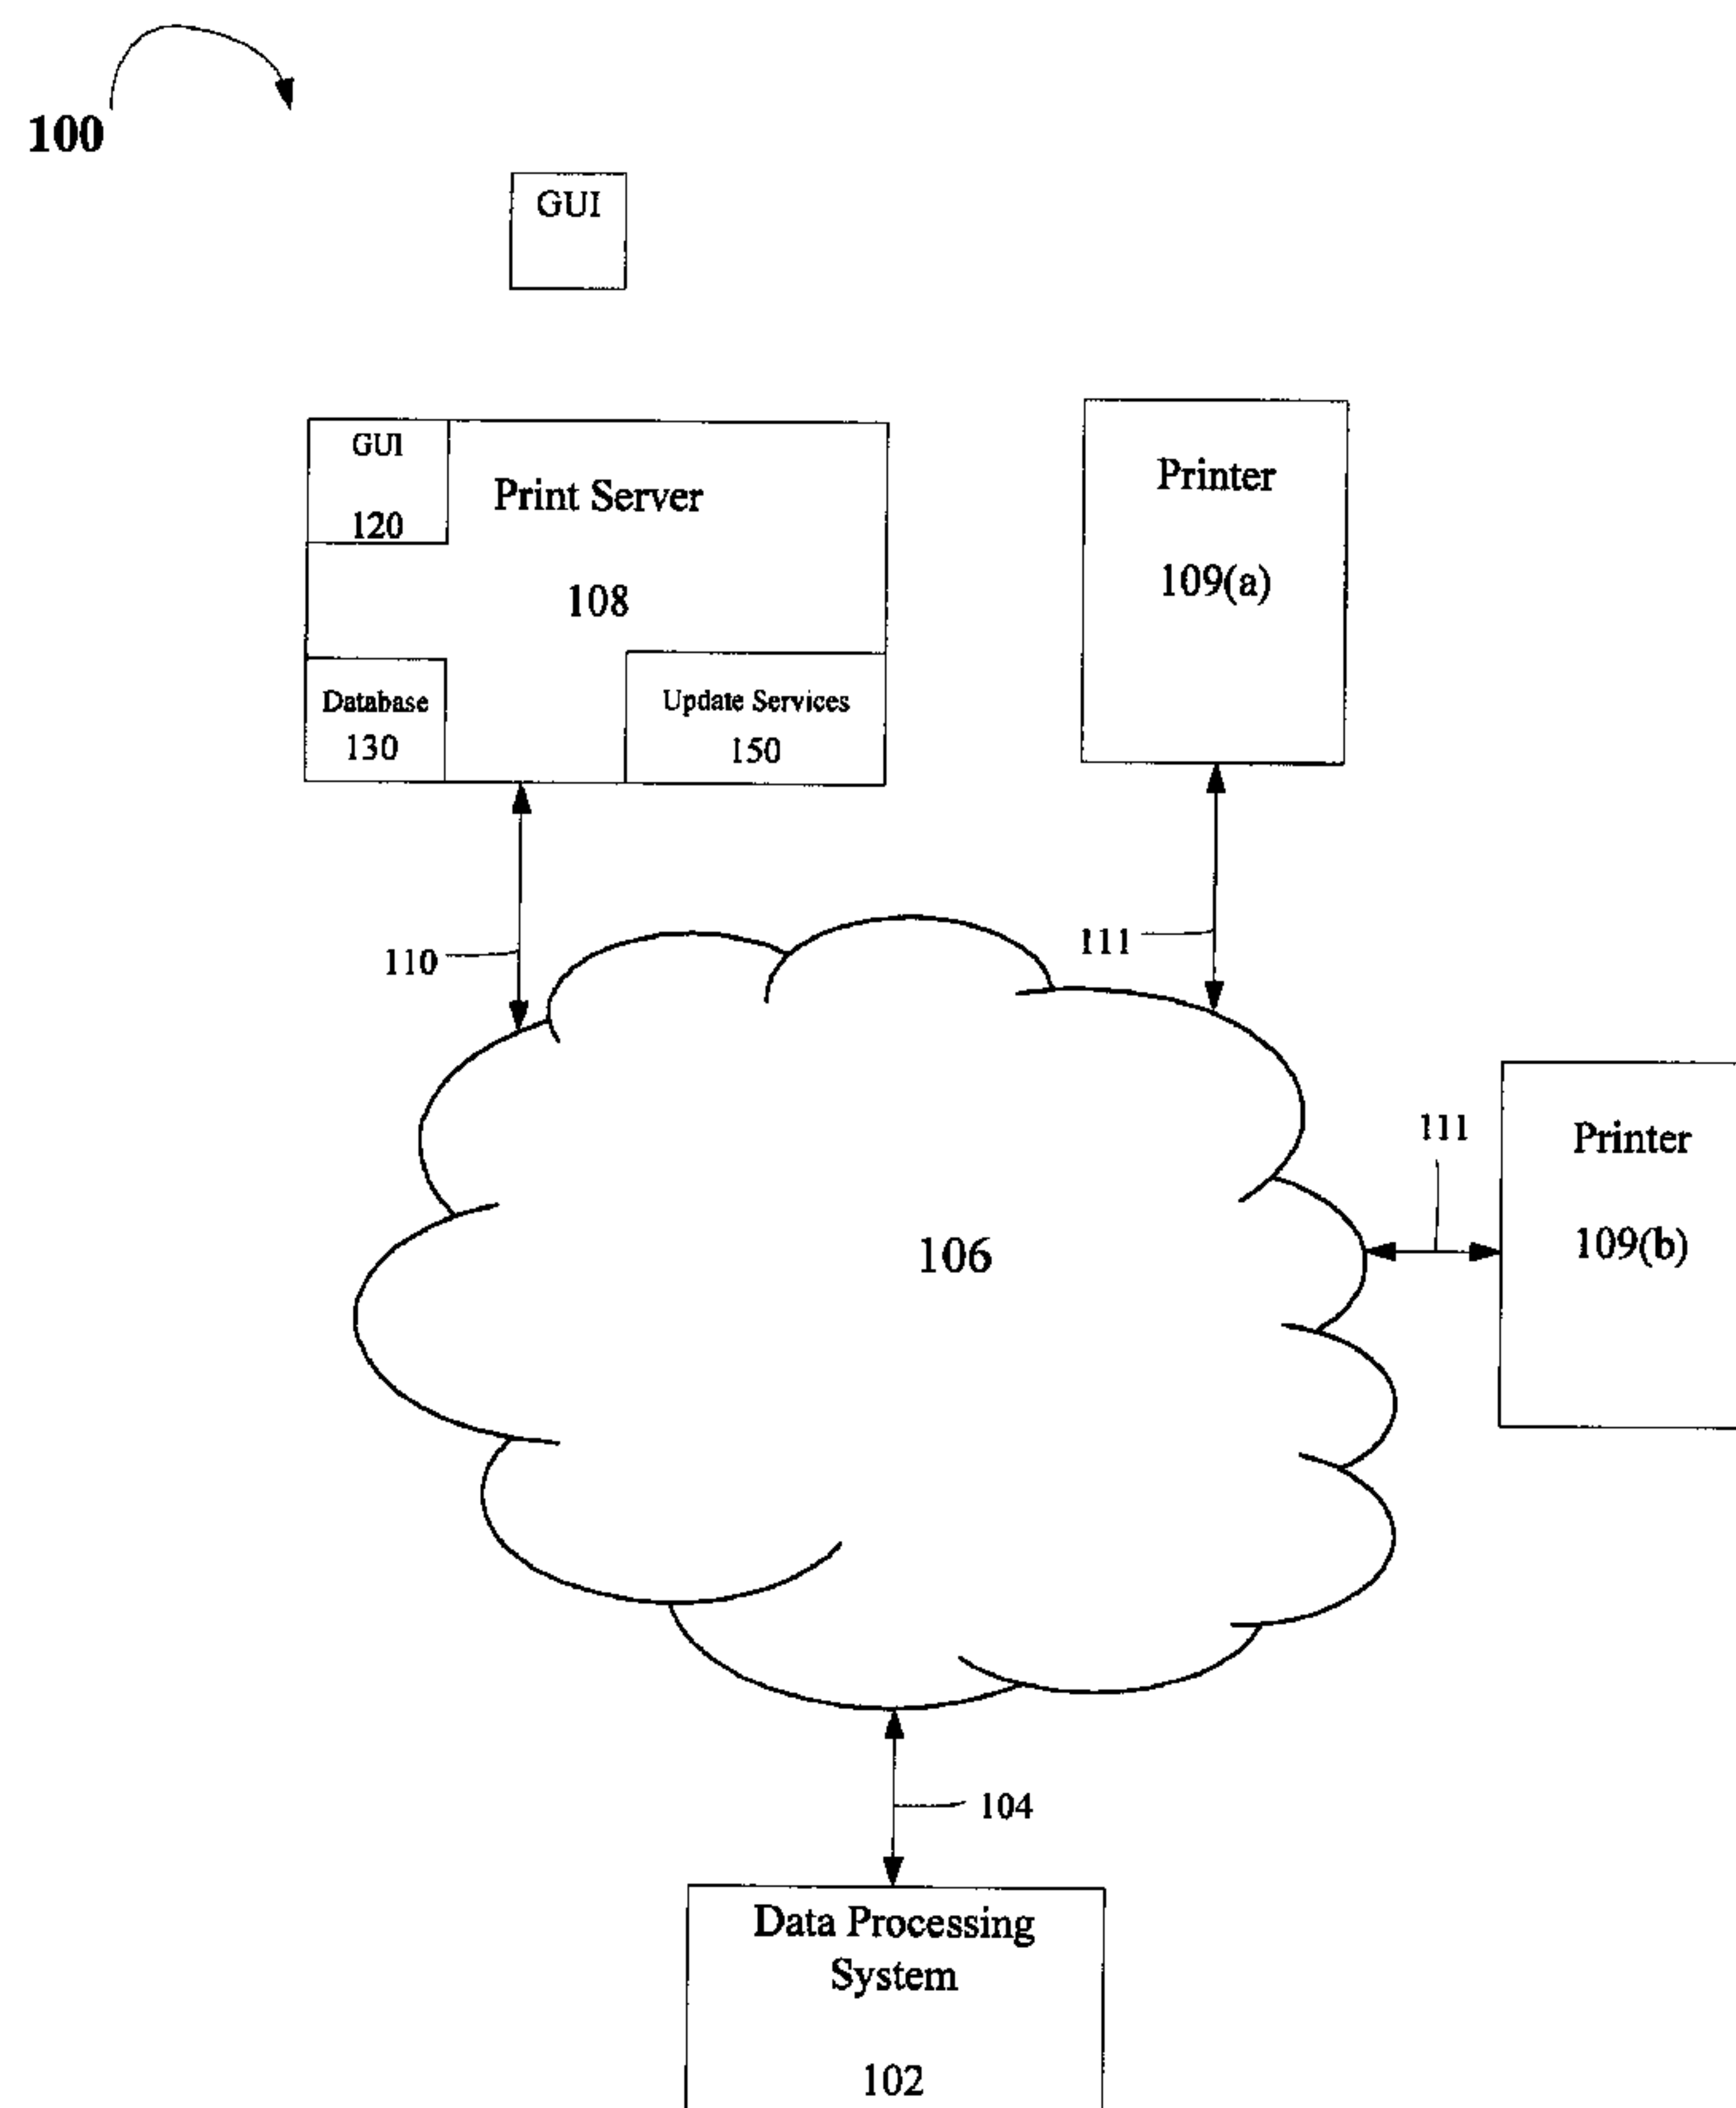 100
GUI
GUI
120
Print Server
108
Database
130
Update Services
150
Printer
109(a)
110
111
111
Printer
109(b)
106
104
Data Processing
System
102